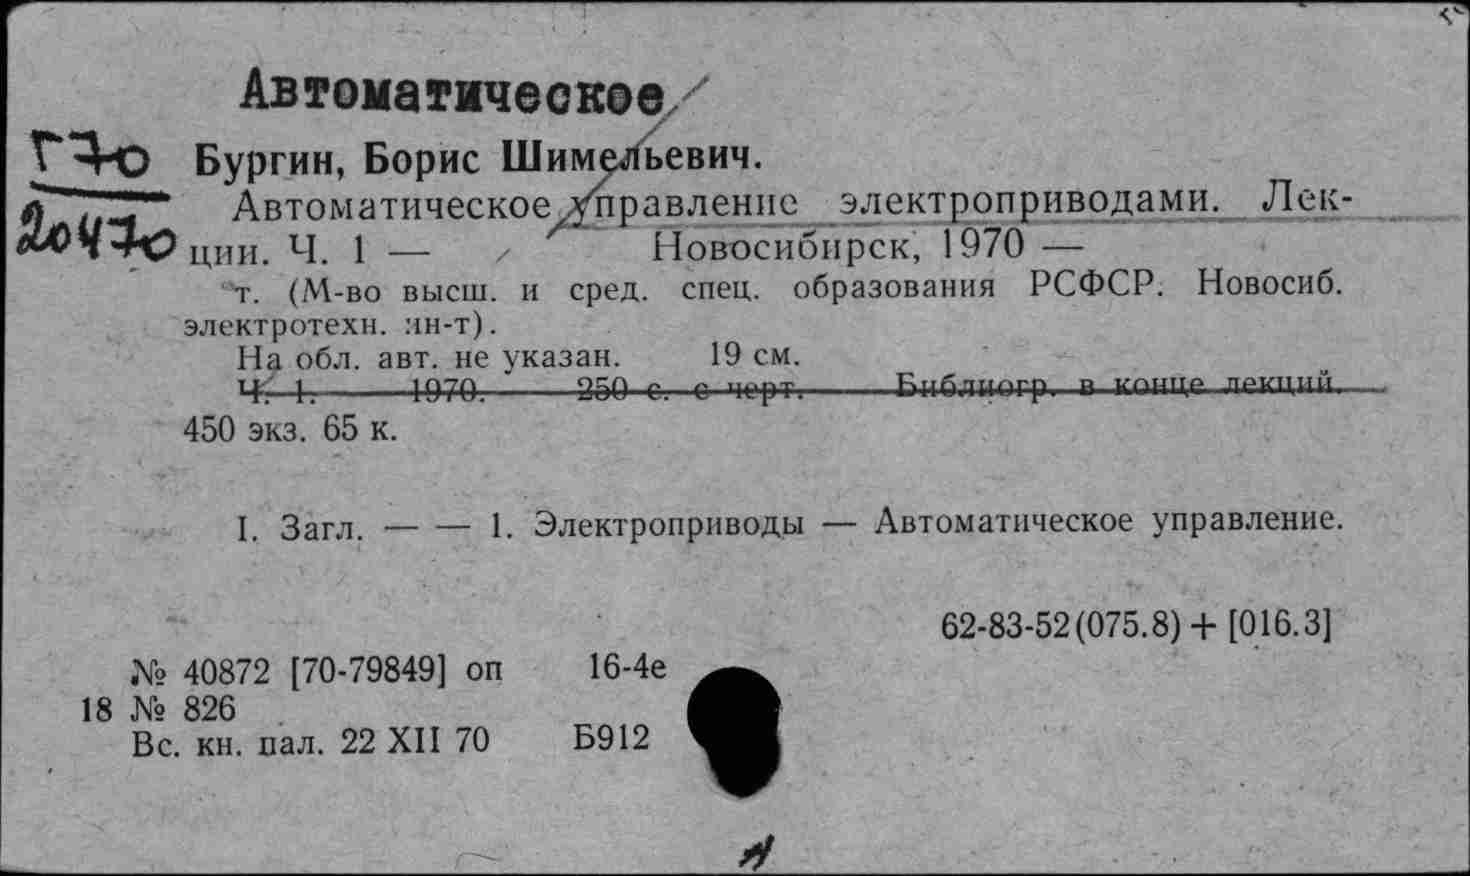 Автоматическое/
Г70 Бургин, Борис Шимельевич.
Автоматическое управление электроприводами. Лек-
20470 ции. Ч. 1 — Новосибирск, 1970 —
т. (М-во высш. и сред. спец. образования РСФСР. Новосиб.
электротехн. ин-т).
На обл. авт. не указан. 19 см.
Ч. 1. 1970. 250 с. с черт. Библиогр. в конце лекций.
450 экз. 65 к.
I. Загл. — — 1. Электроприводы — Автоматическое управление.
62-83-52(075.8) + [016.3]
№ 40872 [70-79849] оп 16-4е
18 № 826
Вс. кн. пал. 22 XII 70 Б912